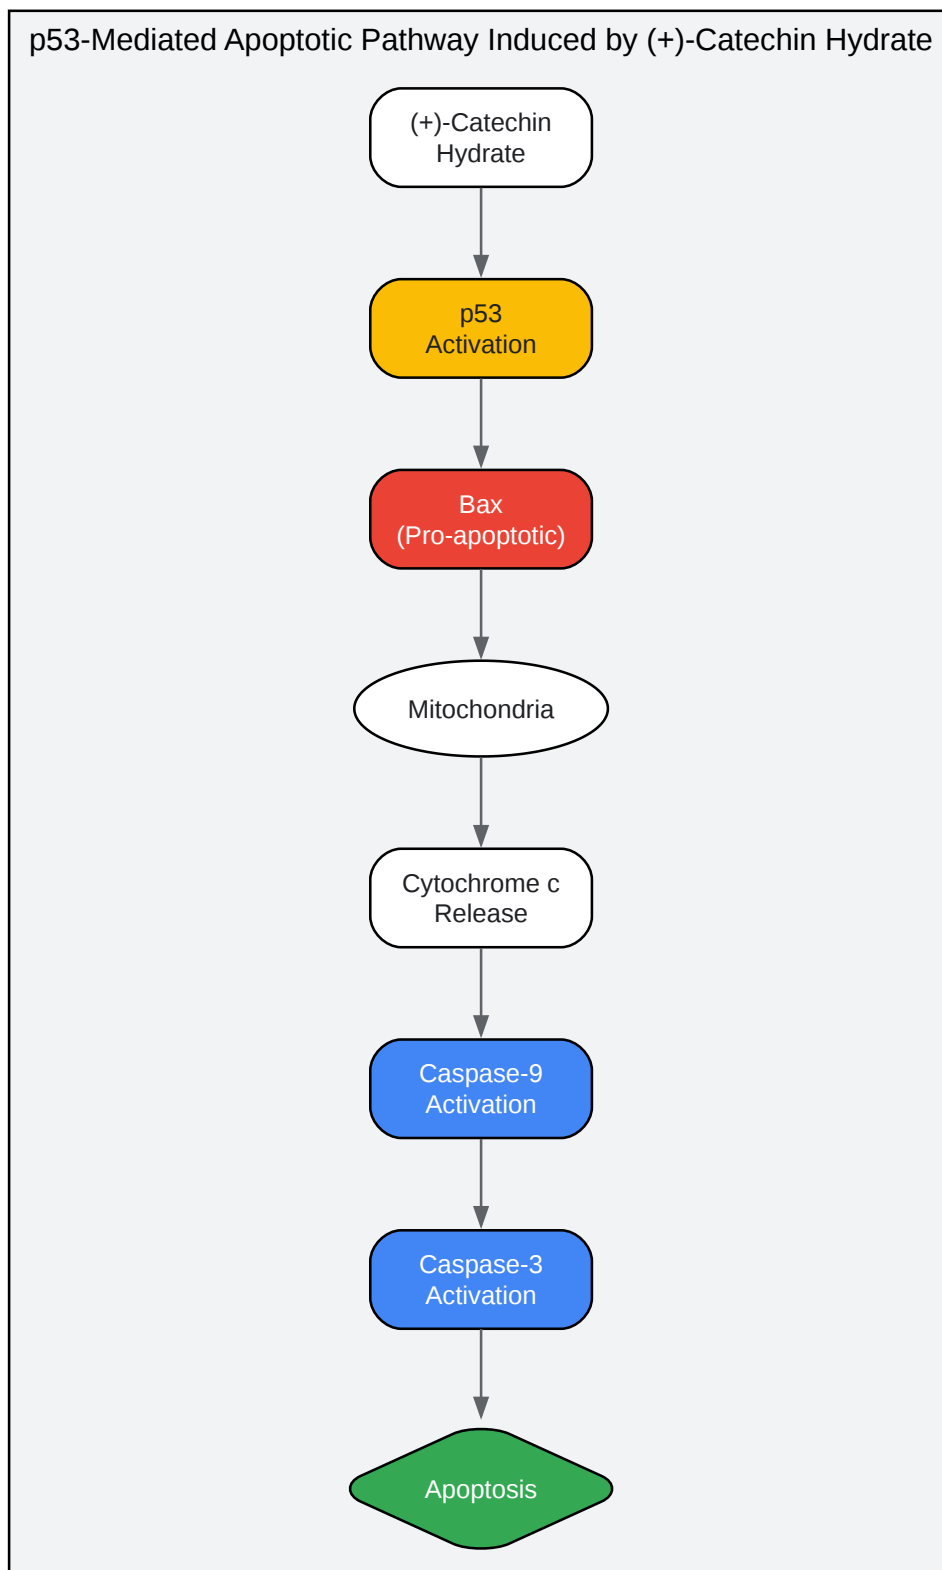 p53-Mediated Apoptotic Pathway Induced by (+)-Catechin Hydrate
(+)-Catechin
Hydrate
p53
Activation
Bax
(Pro-apoptotic)
Mitochondria
Cytochrome c
Release
Caspase-9
Activation
Caspase-3
Activation
Apoptosis